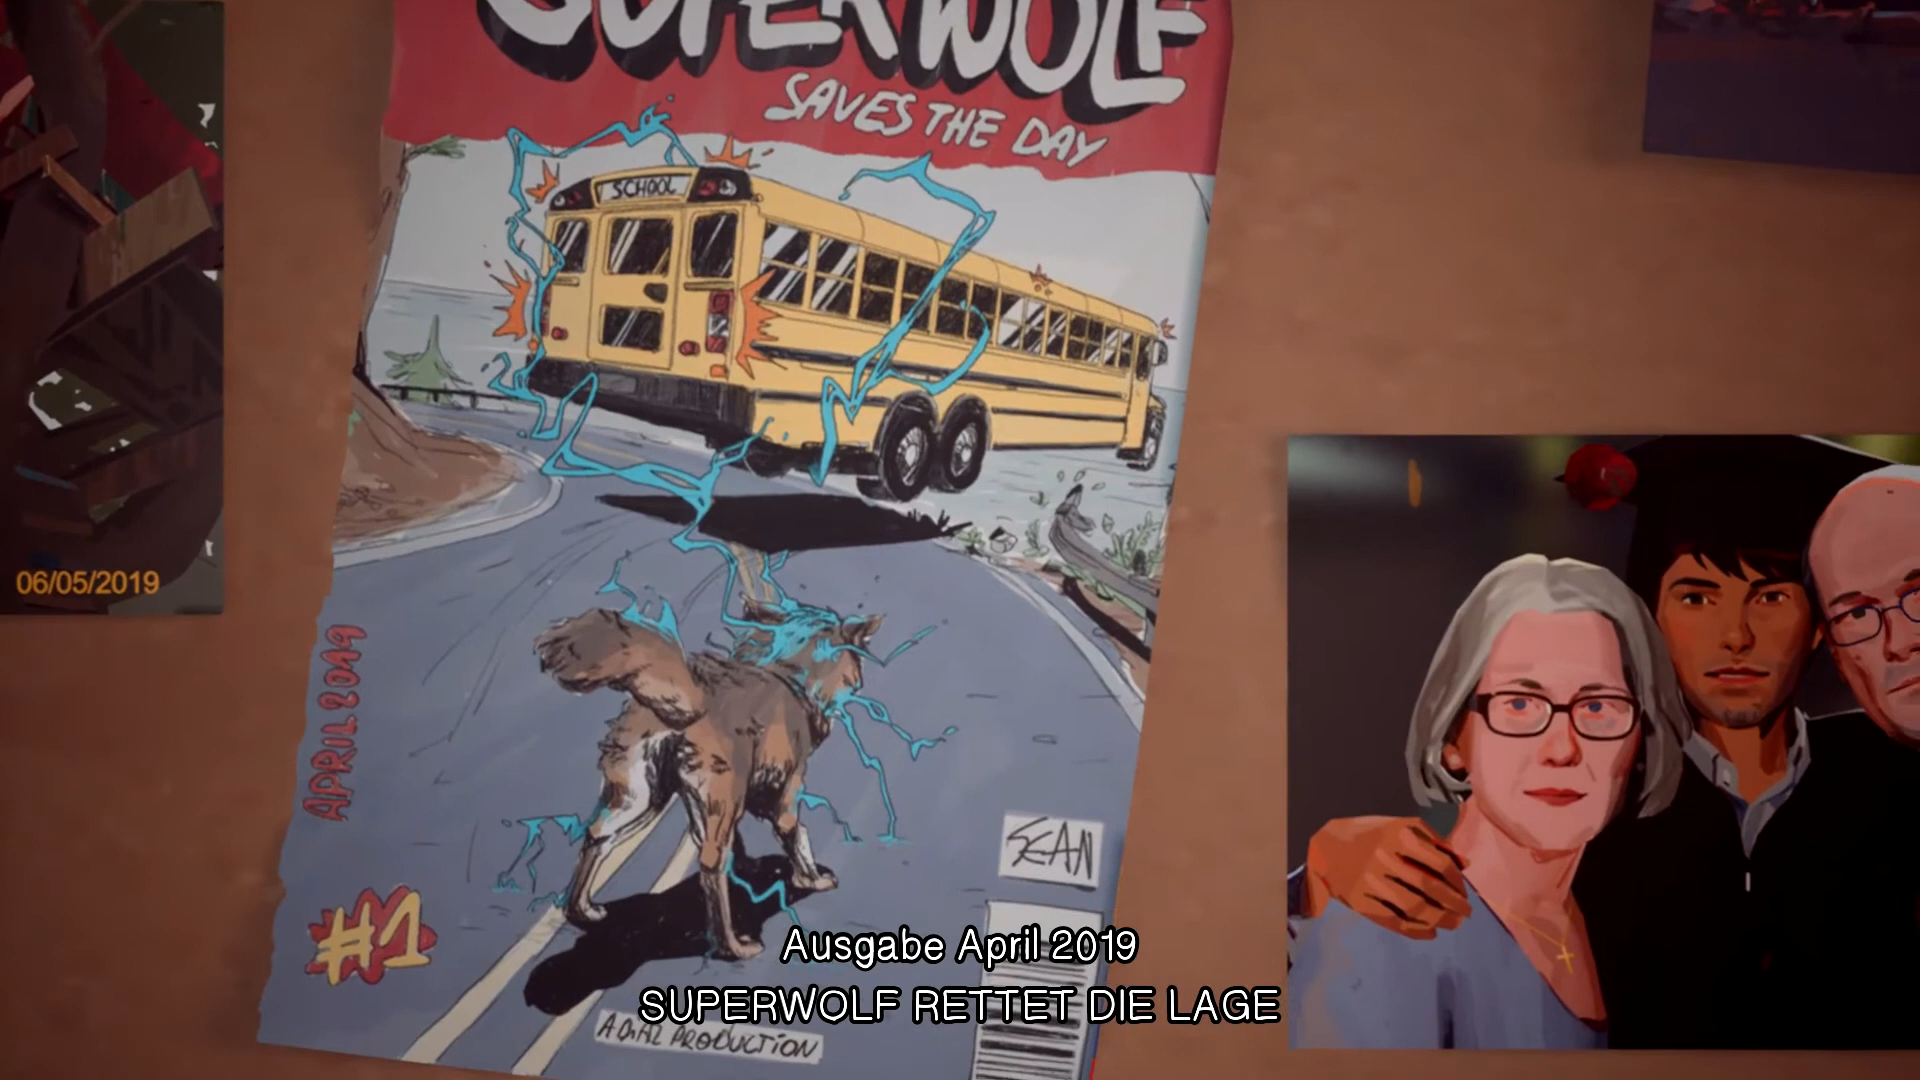 SUPERWOLF
SAVES THE DAY
SCHOOL
06/05/2019
APRIL 2019
SEAN
#1
Ausgabe April 2019
SUPERWOLF RETTET DIE LAGE
A DiAZ PRODUCTiON